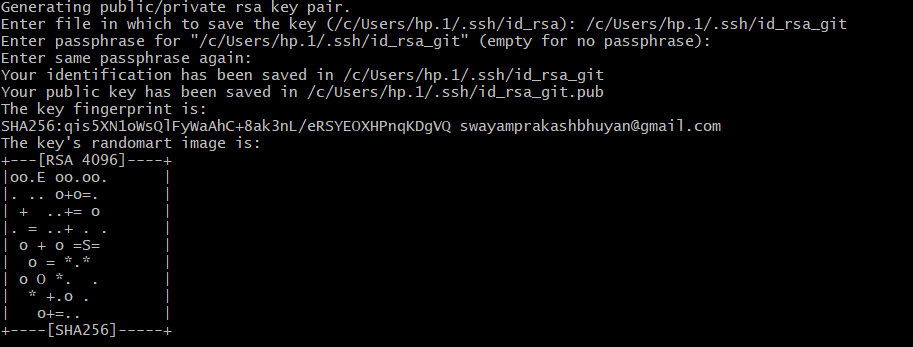 Generating public/private rsa key pair.
Enter file in which to save the key (/c/Users/hp.1/.ssh/id_rsa): /c/Users/hp.1/.ssh/id_rsa_git
Enter passphrase for "/c/Users/hp.1/.ssh/id_rsa_git" (empty for no passphrase):
Enter same passphrase again:
Your identification has been saved in /c/Users/hp.1/.ssh/id_rsa_git
Your public key has been saved in /c/Users/hp.1/.ssh/id_rsa_git.pub
The key fingerprint is:
SHA256:qis5XN1oWsQlFyWaAhC+8ak3nL/eRSYEOXHPnqKDgVQ swayamprakashbhuyan@gmail.com
The key's randomart image is:
+---[RSA 4096]----+
|oo.E oo.oo.      |
|. .. o+o=.       |
| +  ..+= o       |
|. = ..+ . .      |
| o + o =S=       |
|  o = *.*        |
| o O *.  .       |
|  * +.o .        |
|   o+=..         |
+----[SHA256]-----+